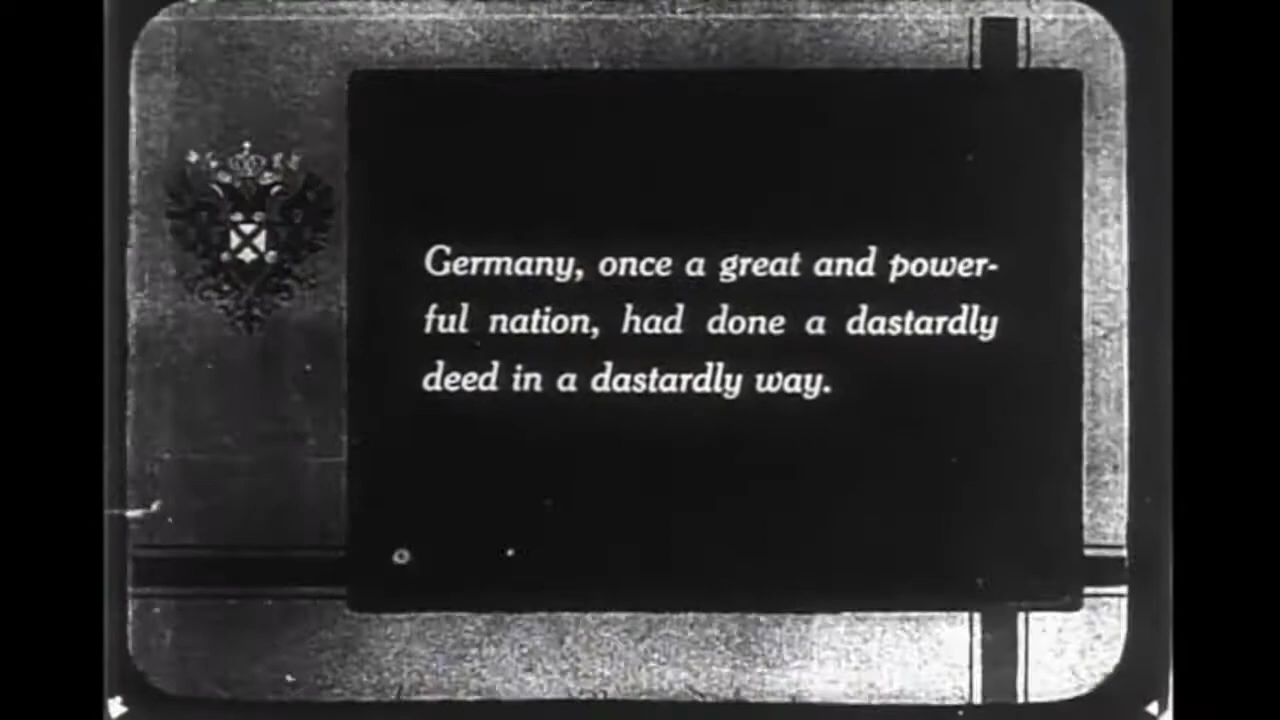 Germany, once a great and power-
ful nation, had done a dastardly
deed in a dastardly way.